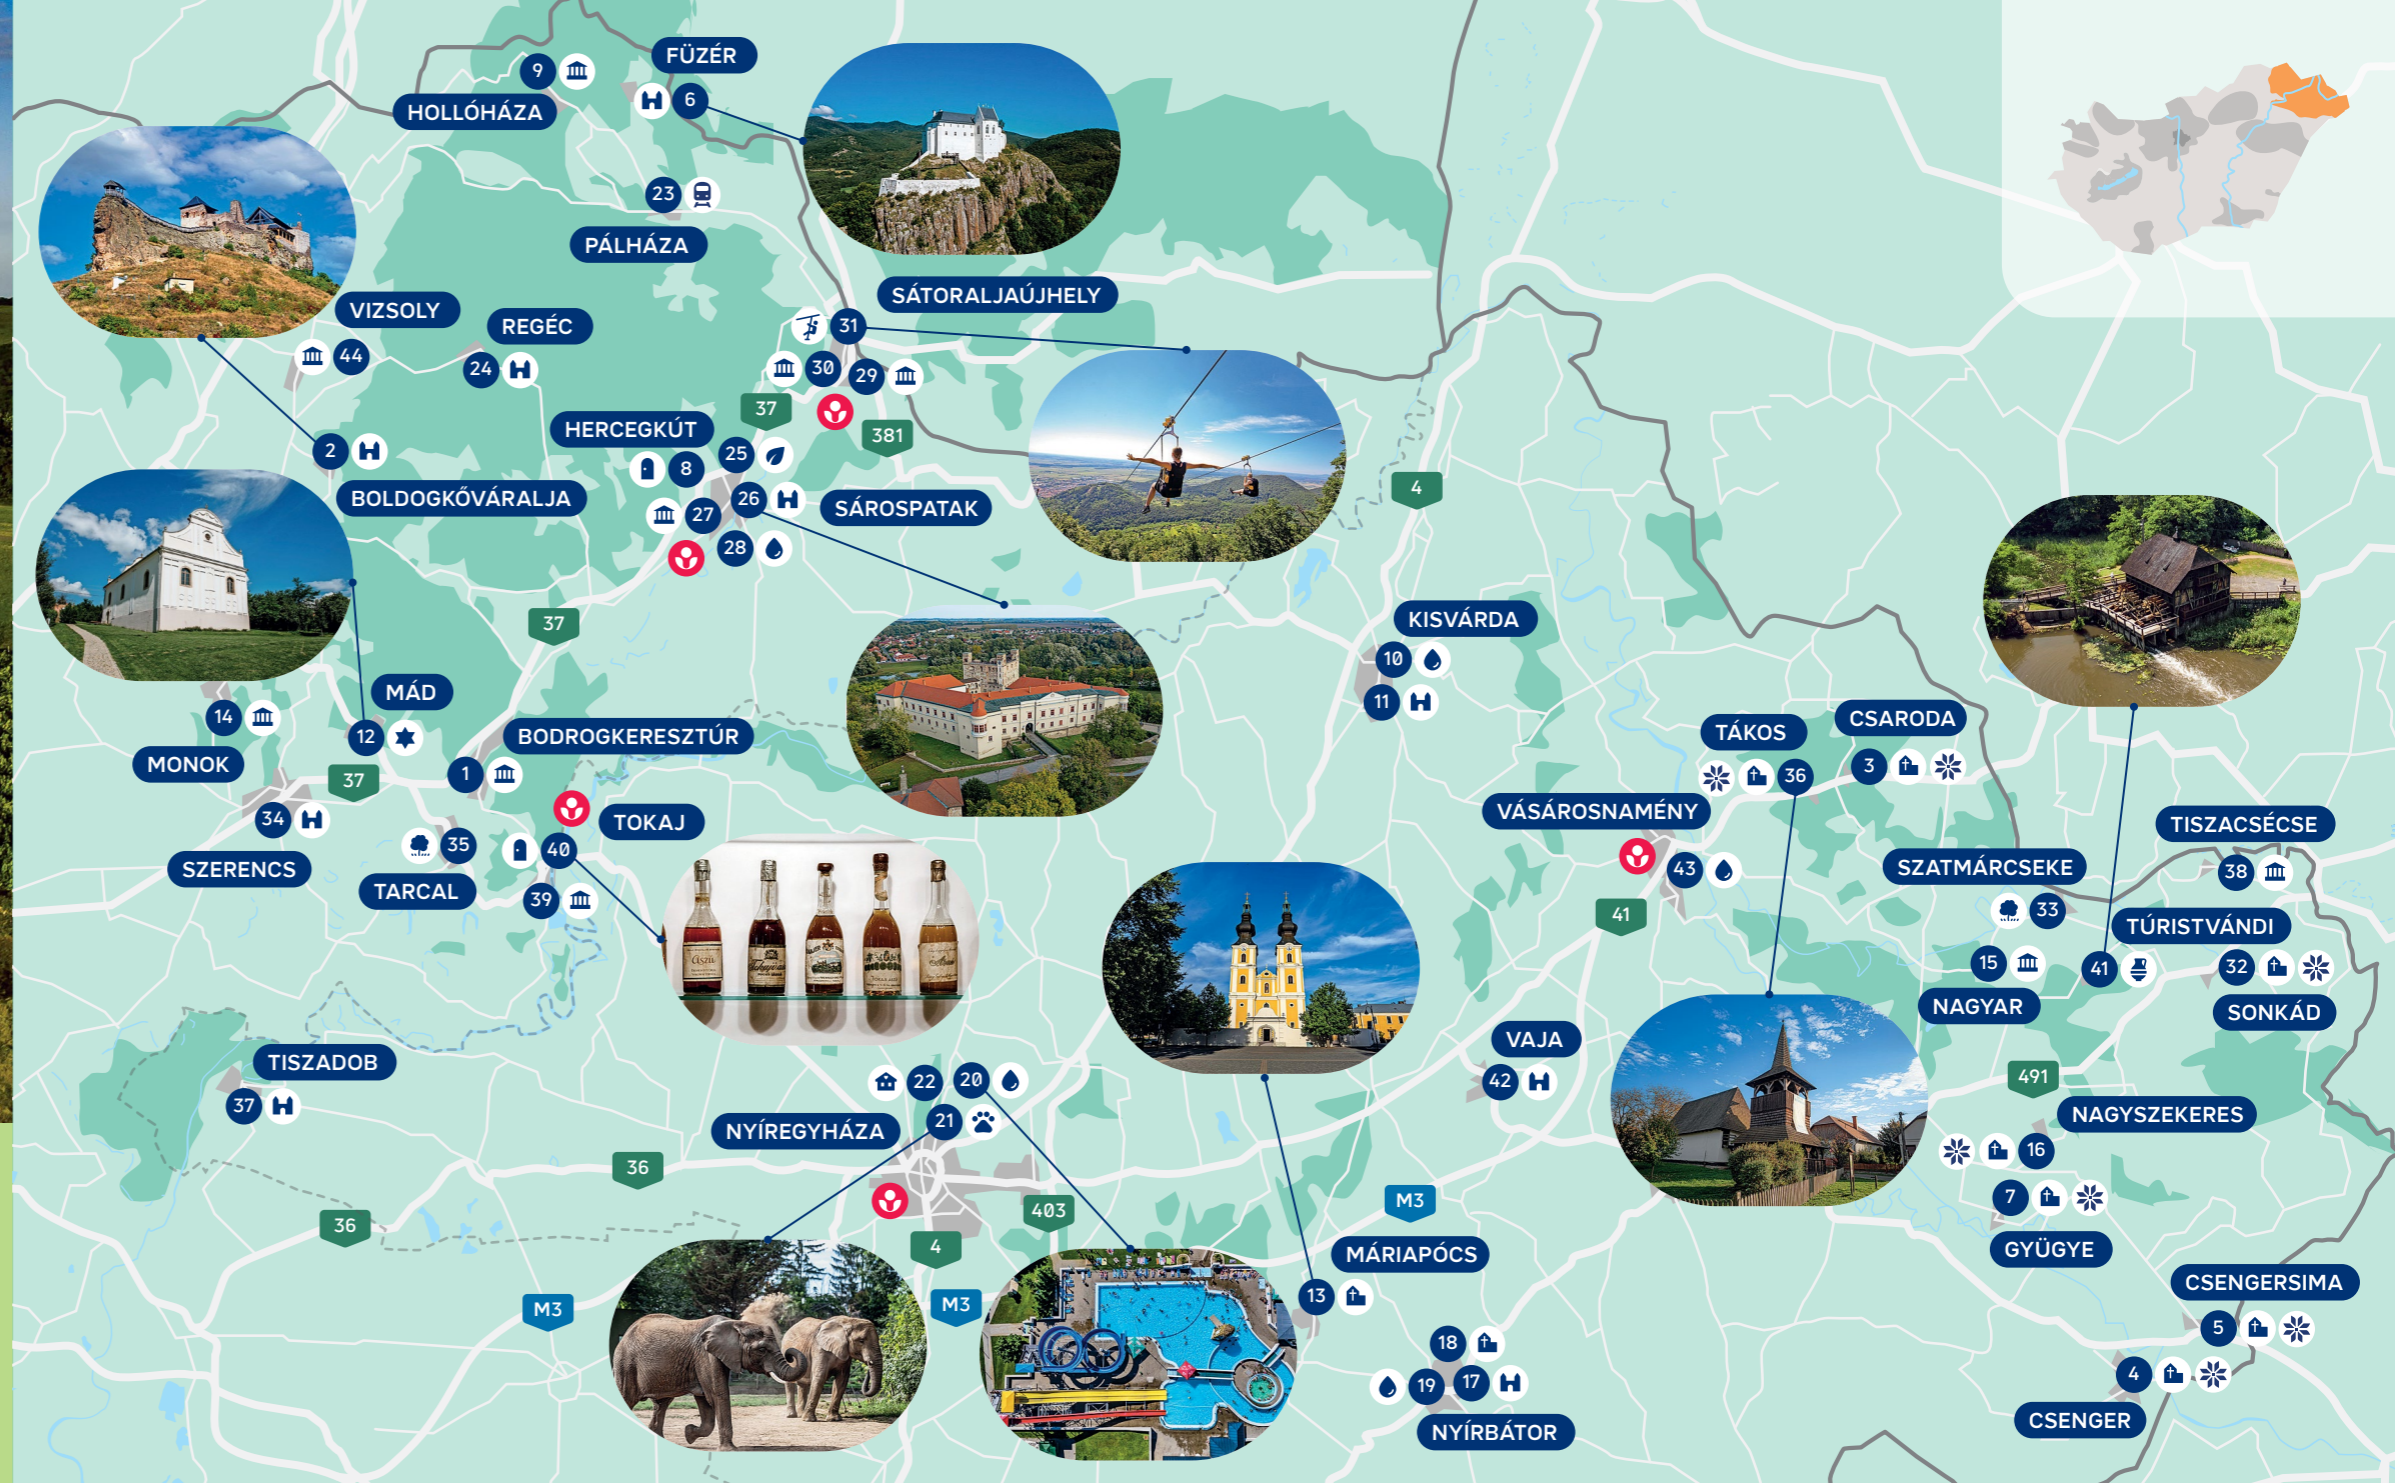 FÜZÉR
9
6
HOLLÓHÁZA
23
PÁLHÁZA
SÁTORALJAÚJHELY
31
VIZSOLY
44
REGÉC
24
30
29
37
381
HERCEGKÚT
25
8
2
BOLDOGKŐVÁRALJA
26
27
SÁROSPATAK
28
4
37
KISVÁRDA
10
11
MÁD
14
12
MONOK
BODROGKERESZTÚR
1
37
34
SZERENCS
TOKAJ
35
40
TARCAL
39
TÁKOS
CSARODA
36
3
VÁSÁROSNAMÉNY
43
41
TISZACSÉCSE
38
SZATMÁRCSEKE
33
TÚRISTVÁNDI
15
41
32
NAGYAR
SONKÁD
Aszú
TISZADOB
37
22
20
21
NYÍREGYHÁZA
VAJA
42
491
NAGYSZEKERES
16
7
GYÜGYE
36
36
403
4
M3
M3
M3
MÁRIAPÓCS
13
CSENGERSIMA
5
4
CSENGER
18
19
17
NYÍRBÁTOR